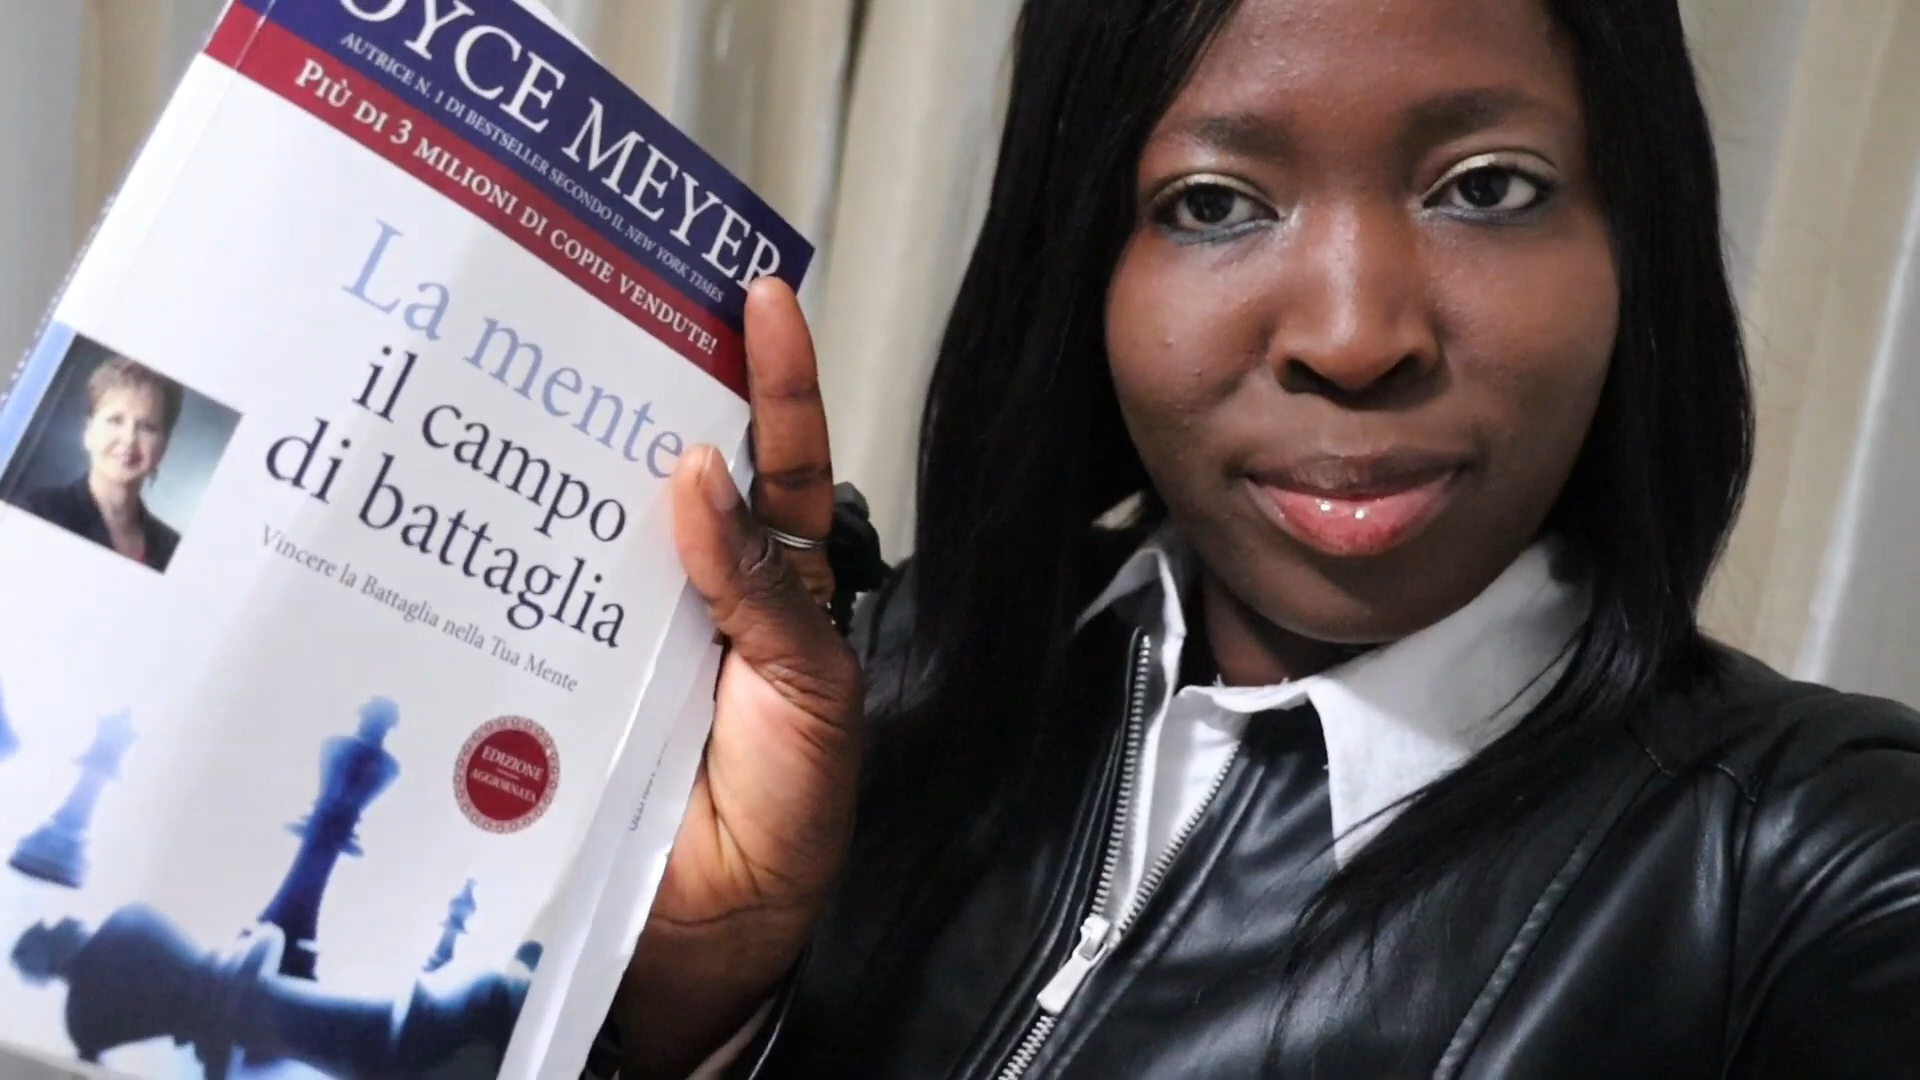 OYCE MEYER
AUTRICE N. 1 DI BESTSELLER SECONDO IL NEW YORK TIMES
PIÙ DI 3 MILIONI DI COPIE VENDUTE!
La mente
il campo
di battaglia
Vincere la Battaglia nella Tua Mente
EDIZIONE
AGGIORNATA